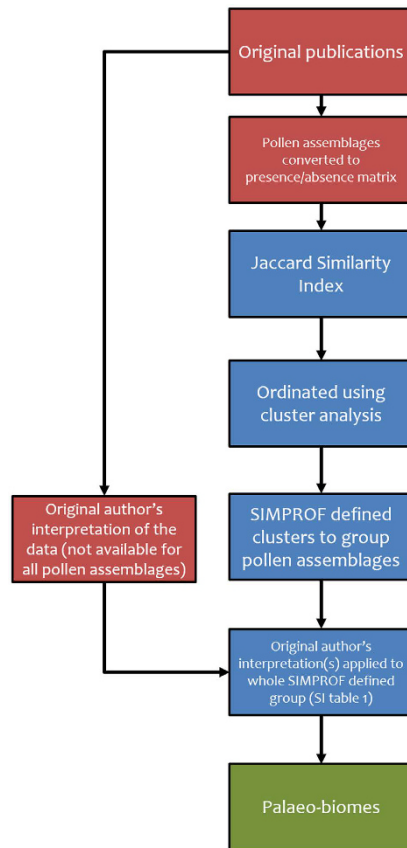 Original publications
Pollen assemblages
converted to
presence/absence matrix
Jaccard Similarity
Index
Ordinated using
cluster analysis
Original author's
interpretation of the
data (not available for
all pollen assemblages)
SIMPROF defined
clusters to group
pollen assemblages
Original author's
interpretation(s) applied to
whole SIMPROF defined
group (SI table 1)
Palaeo-biomes